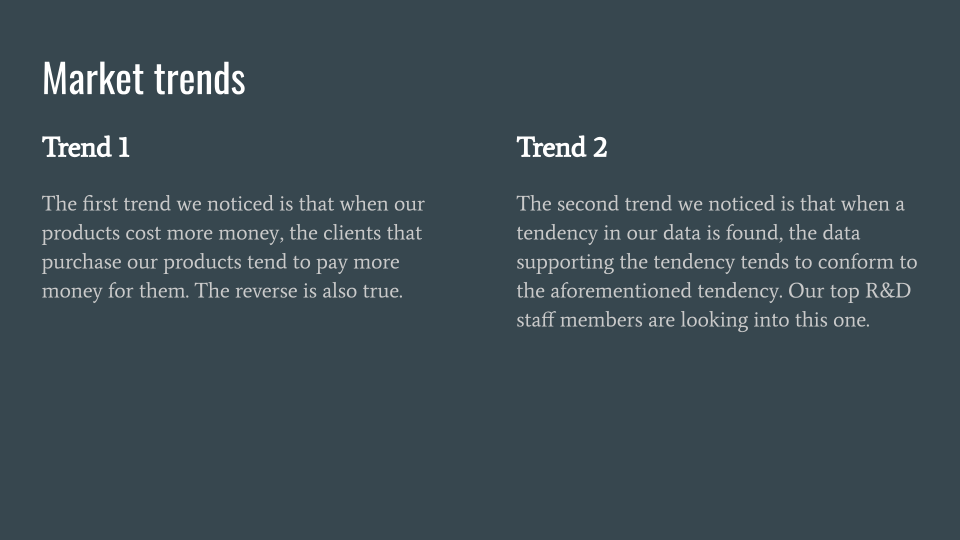 Market trends
Trend 1
The first trend we noticed is that when our
products cost more money, the clients that
purchase our products tend to pay more
money for them. The reverse is also true.
Trend 2
The second trend we noticed is that when a
tendency in our data is found, the data
supporting the tendency tends to conform to
the aforementioned tendency. Our top R&D
staff members are looking into this one.